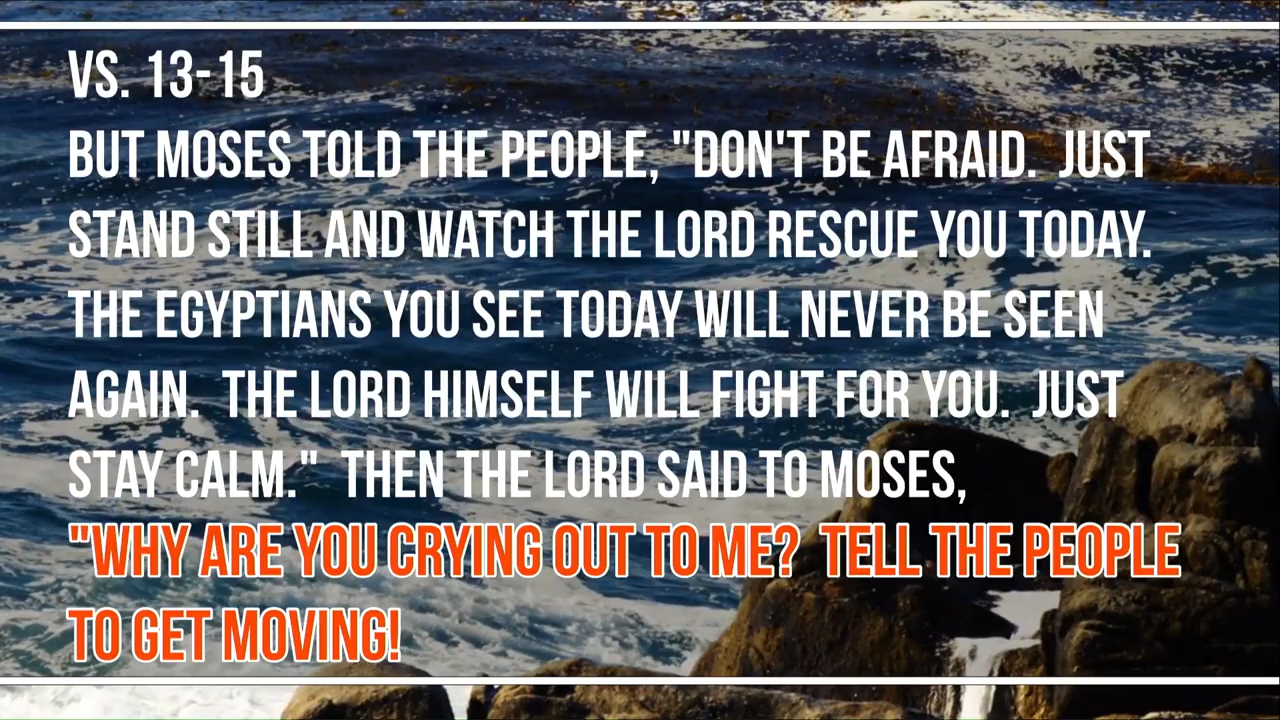 VS. 13-15
BUT MOSES TOLD THE PEOPLE, "DON'T BE AFRAID.  JUST
STAND STILL AND WATCH THE LORD RESCUE YOU TODAY.
THE EGYPTIANS YOU SEE TODAY WILL NEVER BE SEEN
AGAIN.  THE LORD HIMSELF WILL FIGHT FOR YOU.  JUST
STAY CALM."  THEN THE LORD SAID TO MOSES,
"WHY ARE YOU CRYING OUT TO ME?  TELL THE PEOPLE
TO GET MOVING!